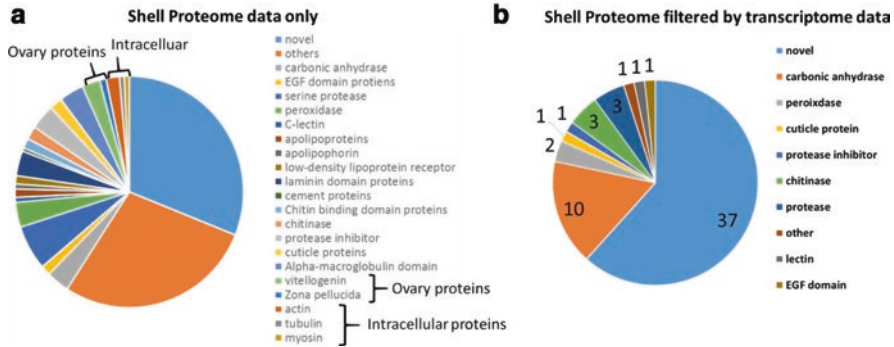 a
Shell Proteome data only
Ovary proteins
Intracelluar
novel
others
carbonic anhydrase
EGF domain protiens
serine protease
peroxidase
C-lectin
apolipoproteins
apolipophorin
low-density lipoprotein receptor
laminin domain proteins
cement proteins
Chitin binding domain proteins
chitinase
protease inhibitor
cuticle proteins
Alpha-macroglobulin domain
vitellogenin
Zona pellucida
Ovary proteins
actin
tubulin
myosin
Intracellular proteins
b
Shell Proteome filtered by transcriptome data
1 1 1
3
3
1
1
2
10
37
novel
carbonic anhydrase
peroixdase
cuticle protein
protease inhibitor
chitinase
protease
other
lectin
EGF domain